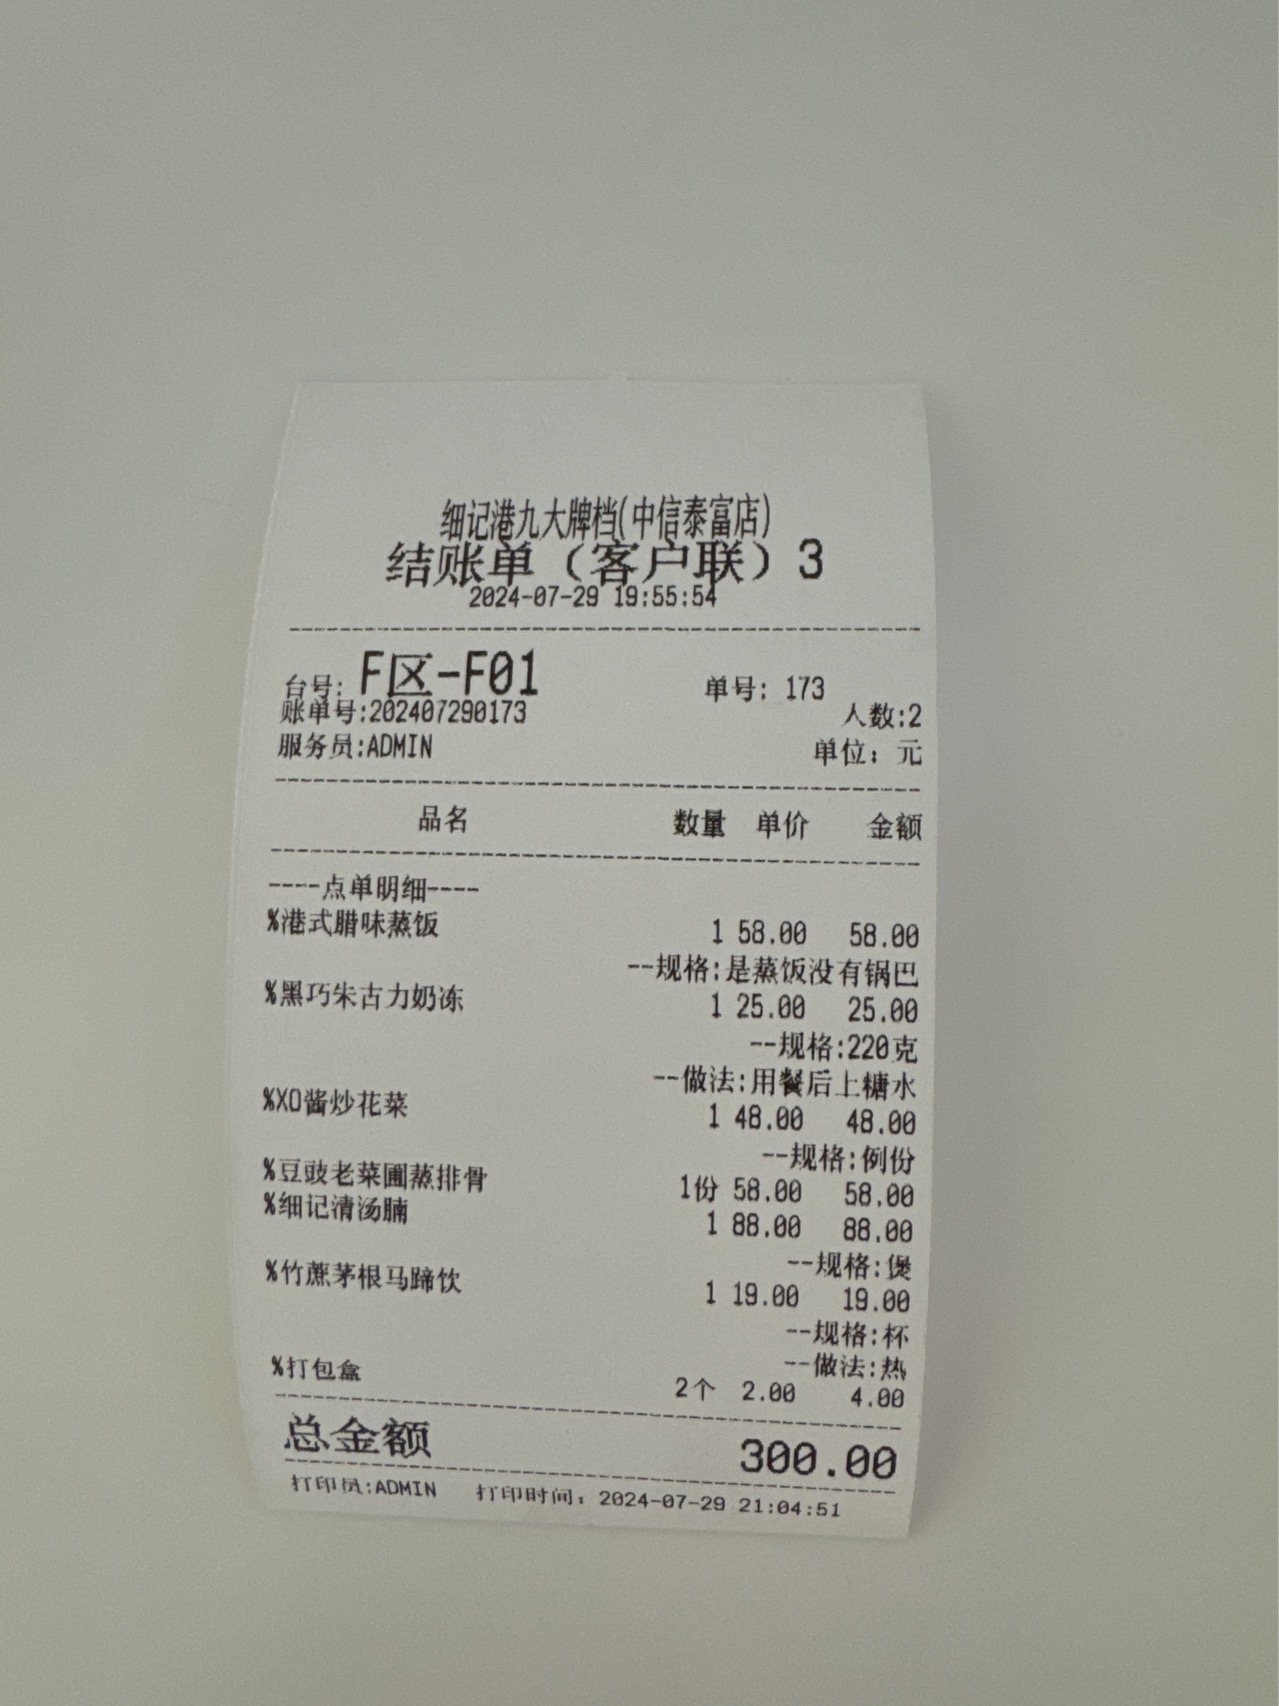 细记港九大牌档(中信泰富店)
结账单（客户联）3
2024-07-29 19:55:54
台号: F区-F01 单号: 173
账单号:202407290173 人数:2
服务员:ADMIN 单位：元
品名 数量 单价 金额
----点单明细----
%港式腊味蒸饭 1 58.00 58.00
--规格:是蒸饭没有锅巴
%黑巧朱古力奶冻 1 25.00 25.00
--规格:220克
--做法:用餐后上糖水
%XO酱炒花菜 1 48.00 48.00
--规格:例份
%豆豉老菜圃蒸排骨 1份 58.00 58.00
%细记清汤腩 1 88.00 88.00
--规格:煲
%竹蔗茅根马蹄饮 1 19.00 19.00
--规格:杯
--做法:热
%打包盒 2个 2.00 4.00
总金额 300.00
打印员:ADMIN 打印时间：2024-07-29 21:04:51